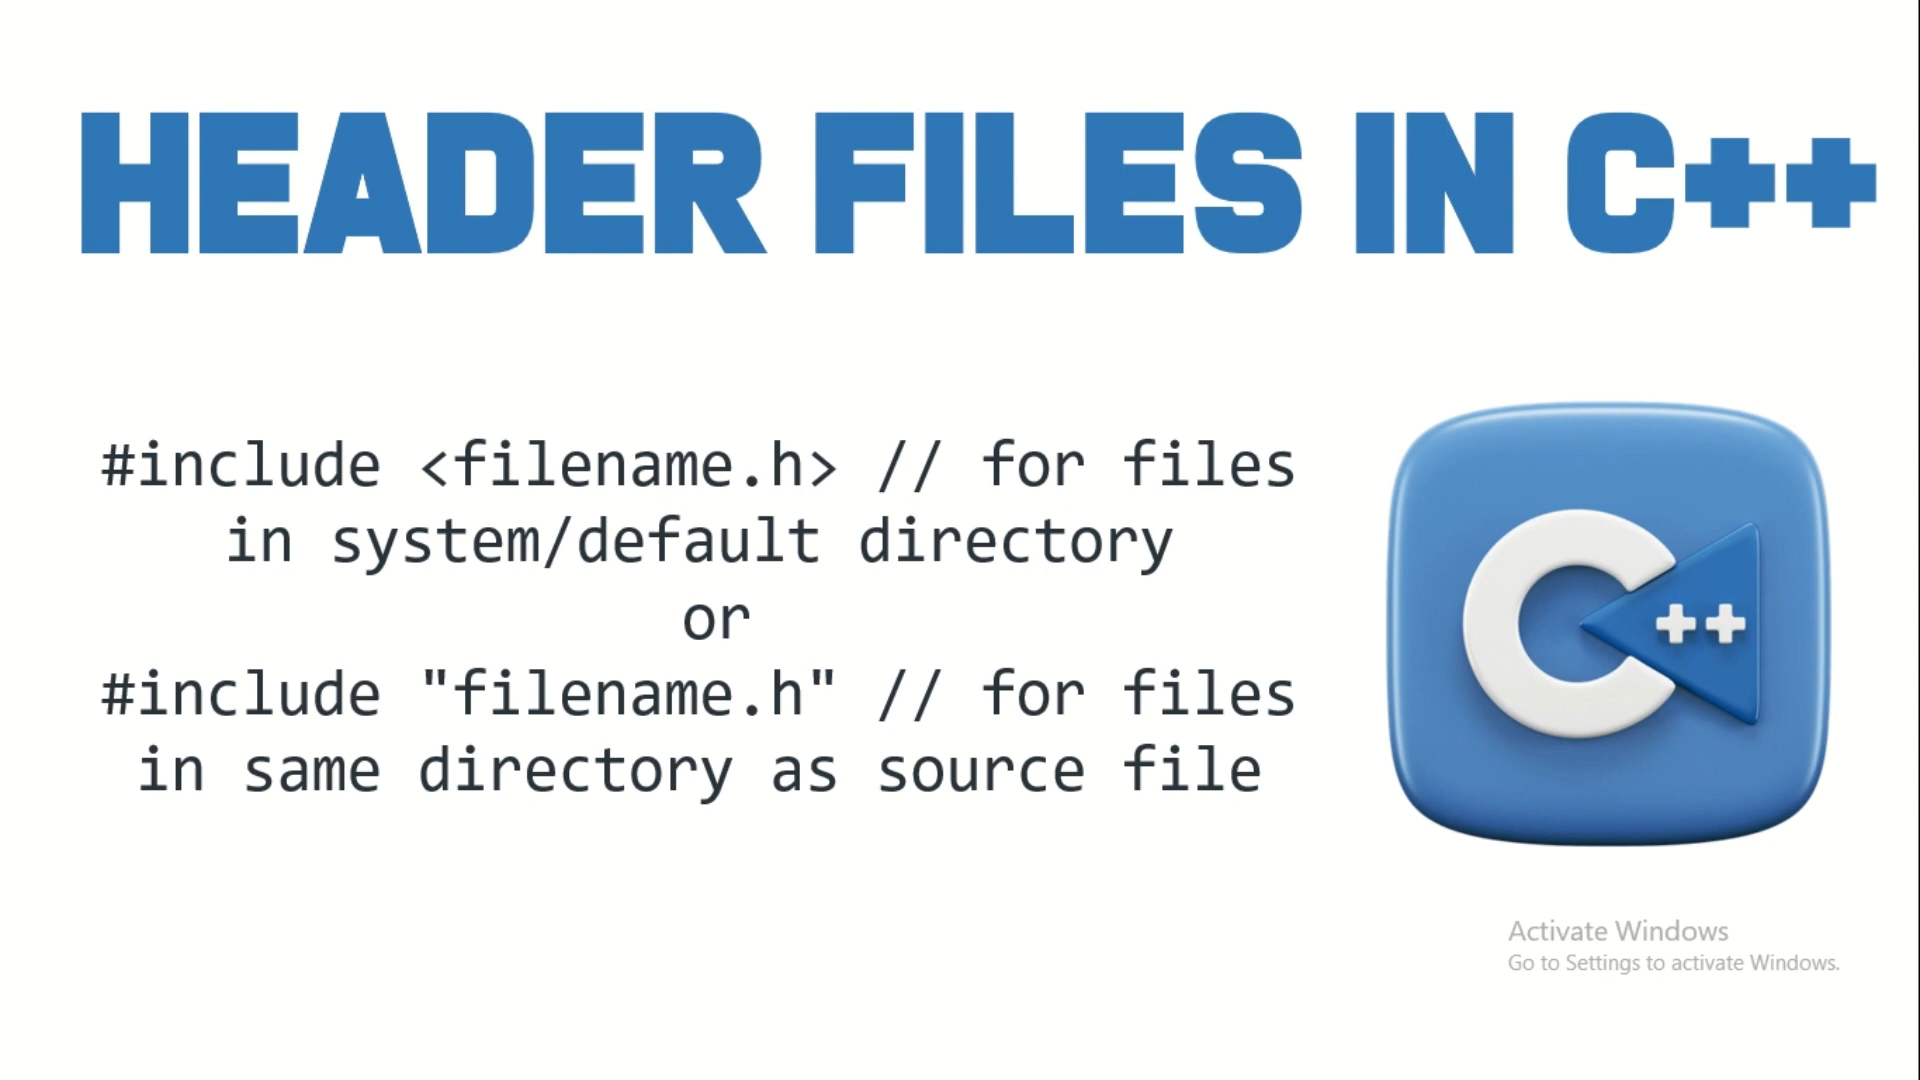 HEADER FILES IN C++
#include <filename.h> // for files
in system/default directory
or
#include "filename.h" // for files
in same directory as source file
C++
Activate Windows
Go to Settings to activate Windows.